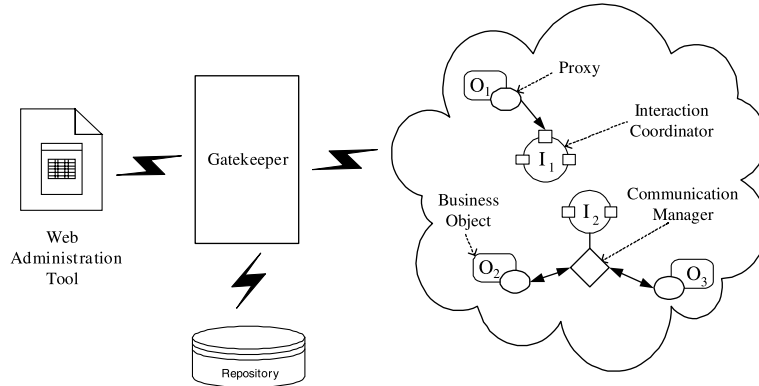 Web
Administration
Tool
Gatekeeper
Repository
O1
Proxy
Interaction
Coordinator
I1
Business
Object
I2
Communication
Manager
O2
O3